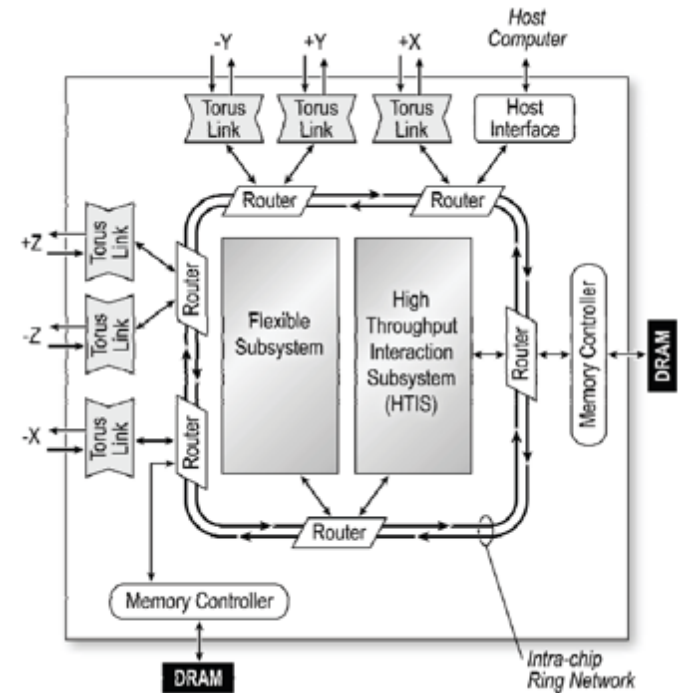 -Y
+Y
+X
Host
Computer
Torus
Link
Torus
Link
Torus
Link
Host
Interface
Router
Router
+Z
Torus
Link
Router
-Z
Torus
Link
Flexible
Subsystem
High
Throughput
Interaction
Subsystem
(HTIS)
Router
Memory Controller
DRAM
-X
Torus
Link
Router
Router
Memory Controller
DRAM
Intra-chip
Ring Network